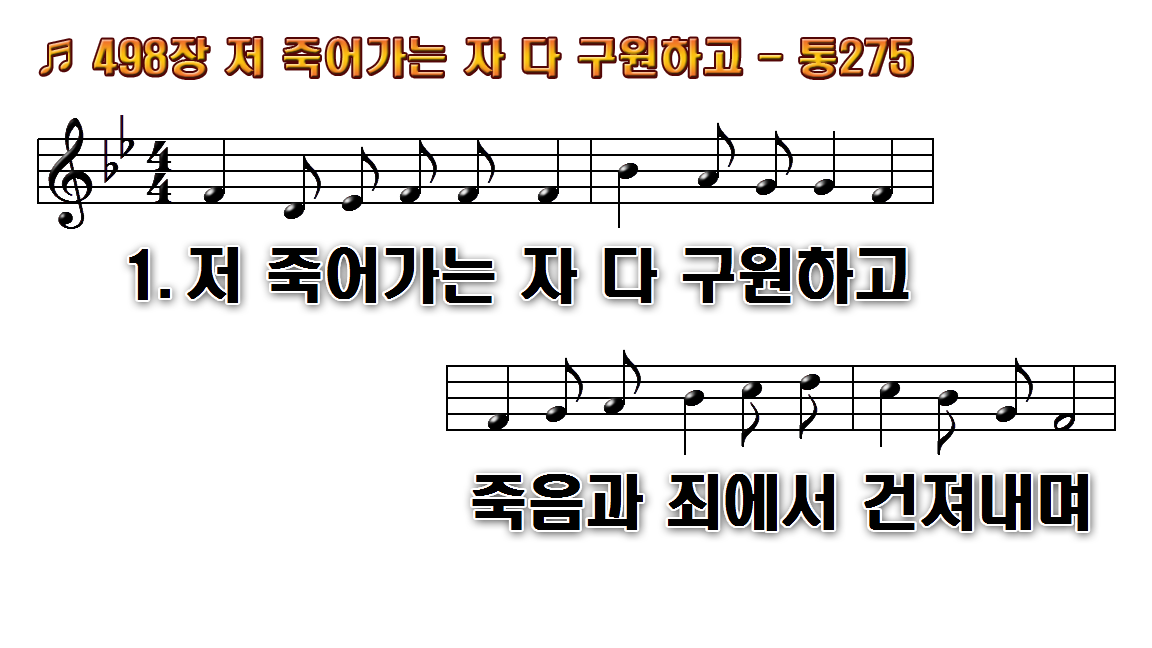 ♬ 498장 저 죽어가는 자 다 구원하고 - 통275
4
4
1. 저 죽어가는 자 다 구원하고
죽음과 죄에서 건져내며